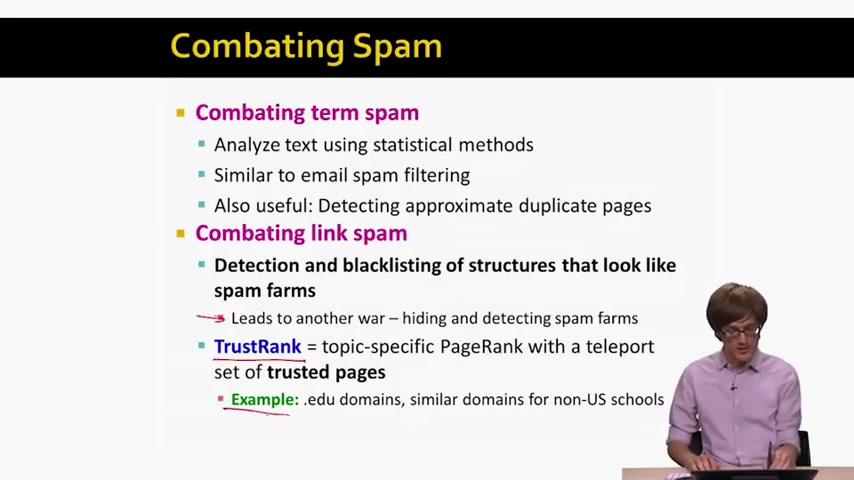 Combating Spam
Combating term spam
Analyze text using statistical methods
Similar to email spam filtering
Also useful: Detecting approximate duplicate pages
Combating link spam
Detection and blacklisting of structures that look like
spam farms
Leads to another war – hiding and detecting spam farms
TrustRank = topic-specific PageRank with a teleport
set of trusted pages
Example: .edu domains, similar domains for non-US schools